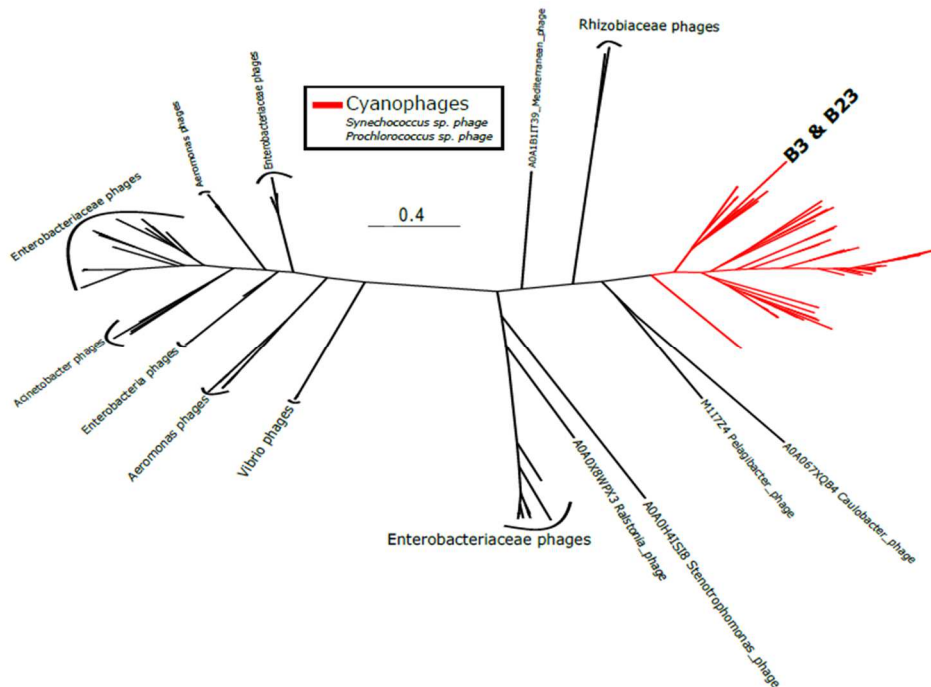 Rhizobiaceae phages
Enterobacteriaceae phages
A0A1B1IT39_Mediterranean_phage
Aeromonas phages
Cyanophages
Synechococcus sp. phage
Prochlorococcus sp. phage
B3 & B23
Enterobacteriaceae phages
0.4
Acinetobacter phages
Enterobacteria phages
Aeromonas phages
Vibrio phages
Enterobacteriaceae phages
A0A0X8WPX3 Ralstonia_phage
A0A0H4ISI8 Stenotrophomonas_phage
M1I7Z4 Pelagibacter_phage
A0A067XQB4 Caulobacter_phage